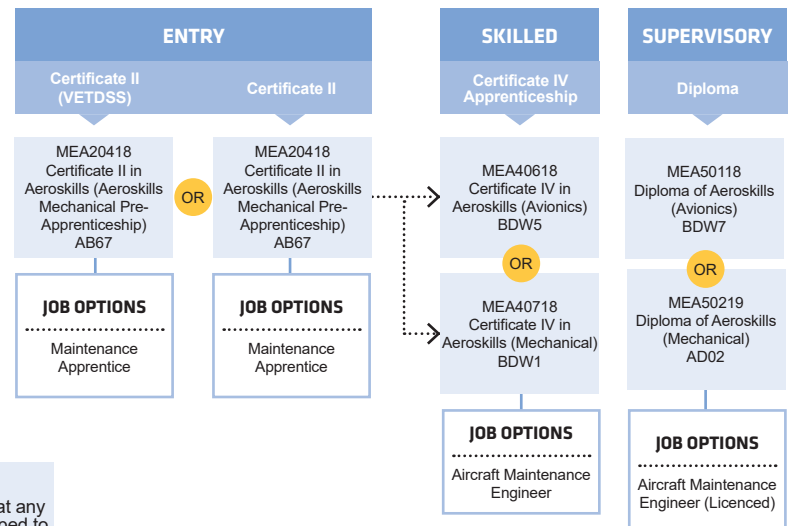 ENTRY
SKILLED
SUPERVISORY
Certificate II
(VETDSS)
Certificate II
Certificate IV
Apprenticeship
Diploma
MEA20418
Certificate II in
Aeroskills (Aeroskills
Mechanical Pre-
Apprenticeship)
AB67
OR
MEA20418
Certificate II in
Aeroskills (Aeroskills
Mechanical Pre-
Apprenticeship)
AB67
MEA40618
Certificate IV in
Aeroskills (Avionics)
BDW5
OR
MEA40718
Certificate IV in
Aeroskills (Mechanical)
BDW1
MEA50118
Diploma of Aeroskills
(Avionics)
BDW7
OR
MEA50219
Diploma of Aeroskills
(Mechanical)
AD02
JOB OPTIONS
Maintenance
Apprentice
JOB OPTIONS
Maintenance
Apprentice
JOB OPTIONS
Aircraft Maintenance
Engineer
JOB OPTIONS
Aircraft Maintenance
Engineer (Licenced)
at any
to